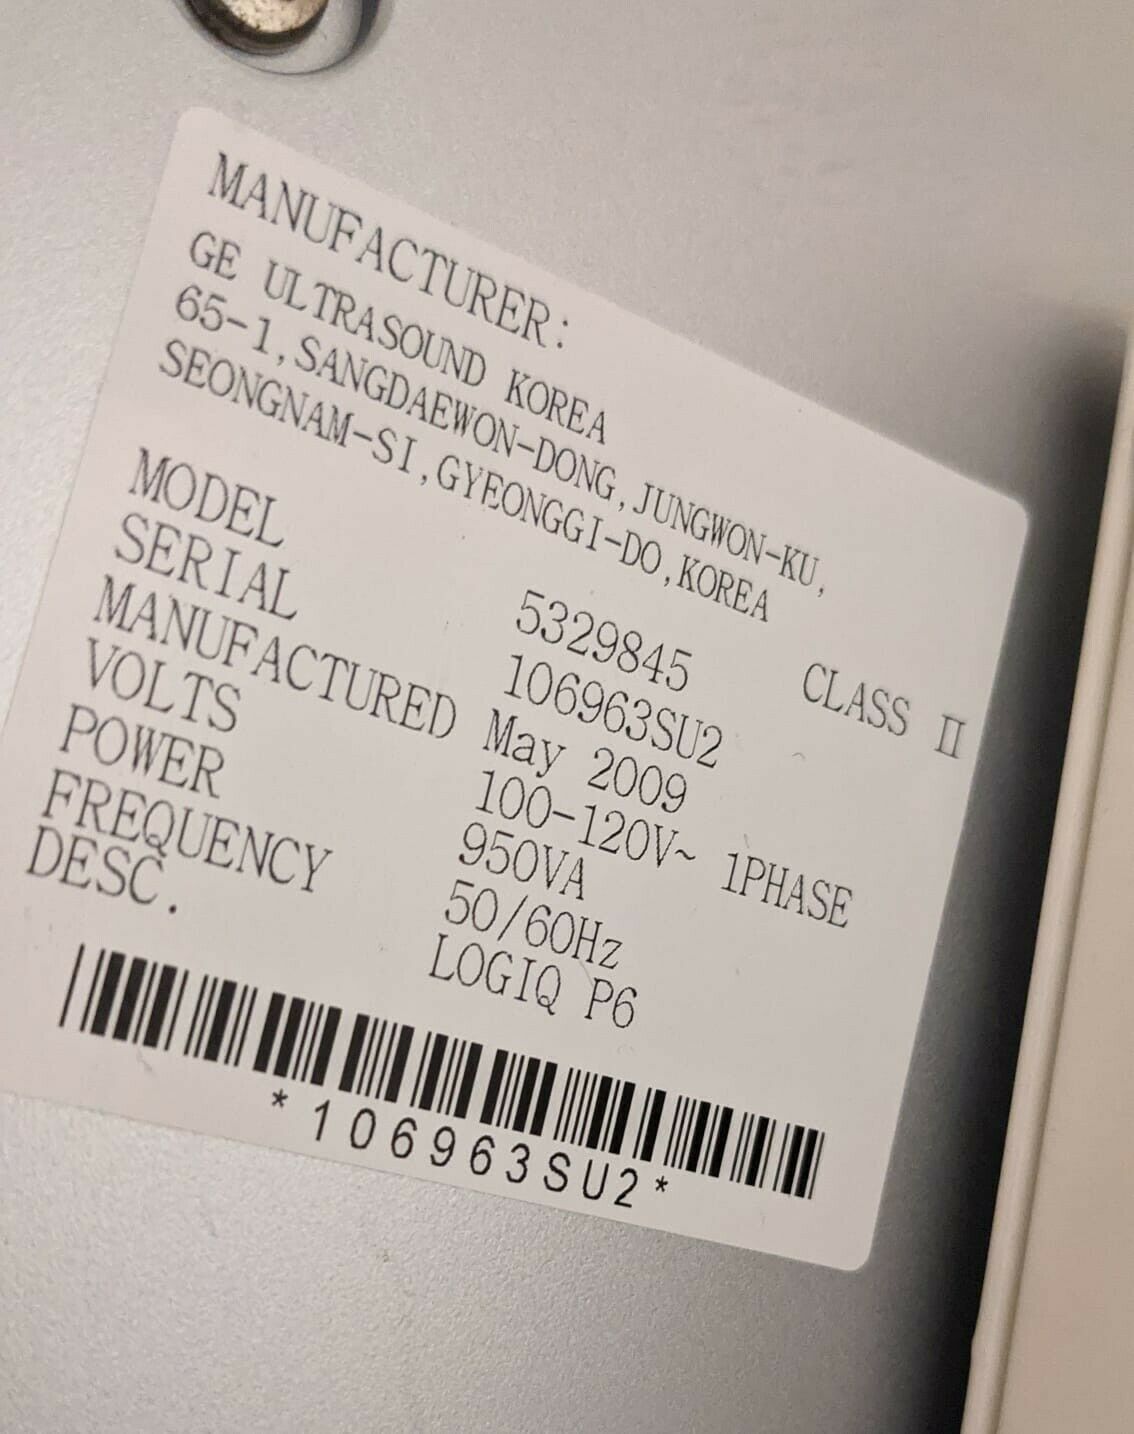 MANUFACTURER:
GE ULTRASOUND KOREA
65-1,SANGDAEWON-DONG,JUNGWON-KU,
SEONGNAM-SI,GYEONGGI-DO,KOREA
MODEL 5329845 CLASS II
SERIAL 106963SU2
MANUFACTURED May 2009
VOLTS 100-120V~ 1PHASE
POWER 950VA
FREQUENCY 50/60Hz
DESC. LOGIQ P6
*106963SU2*